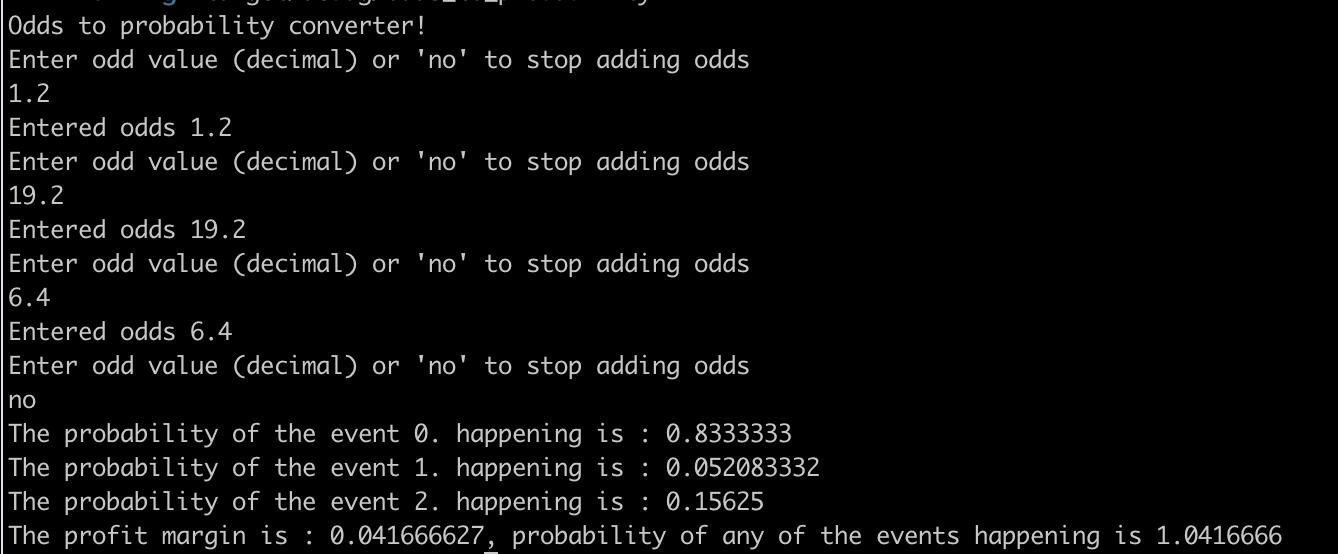 Odds to probability converter!
Enter odd value (decimal) or 'no' to stop adding odds
1.2
Entered odds 1.2
Enter odd value (decimal) or 'no' to stop adding odds
19.2
Entered odds 19.2
Enter odd value (decimal) or 'no' to stop adding odds
6.4
Entered odds 6.4
Enter odd value (decimal) or 'no' to stop adding odds
no
The probability of the event 0. happening is : 0.8333333
The probability of the event 1. happening is : 0.052083332
The probability of the event 2. happening is : 0.15625
The profit margin is : 0.041666627, probability of any of the events happening is 1.0416666